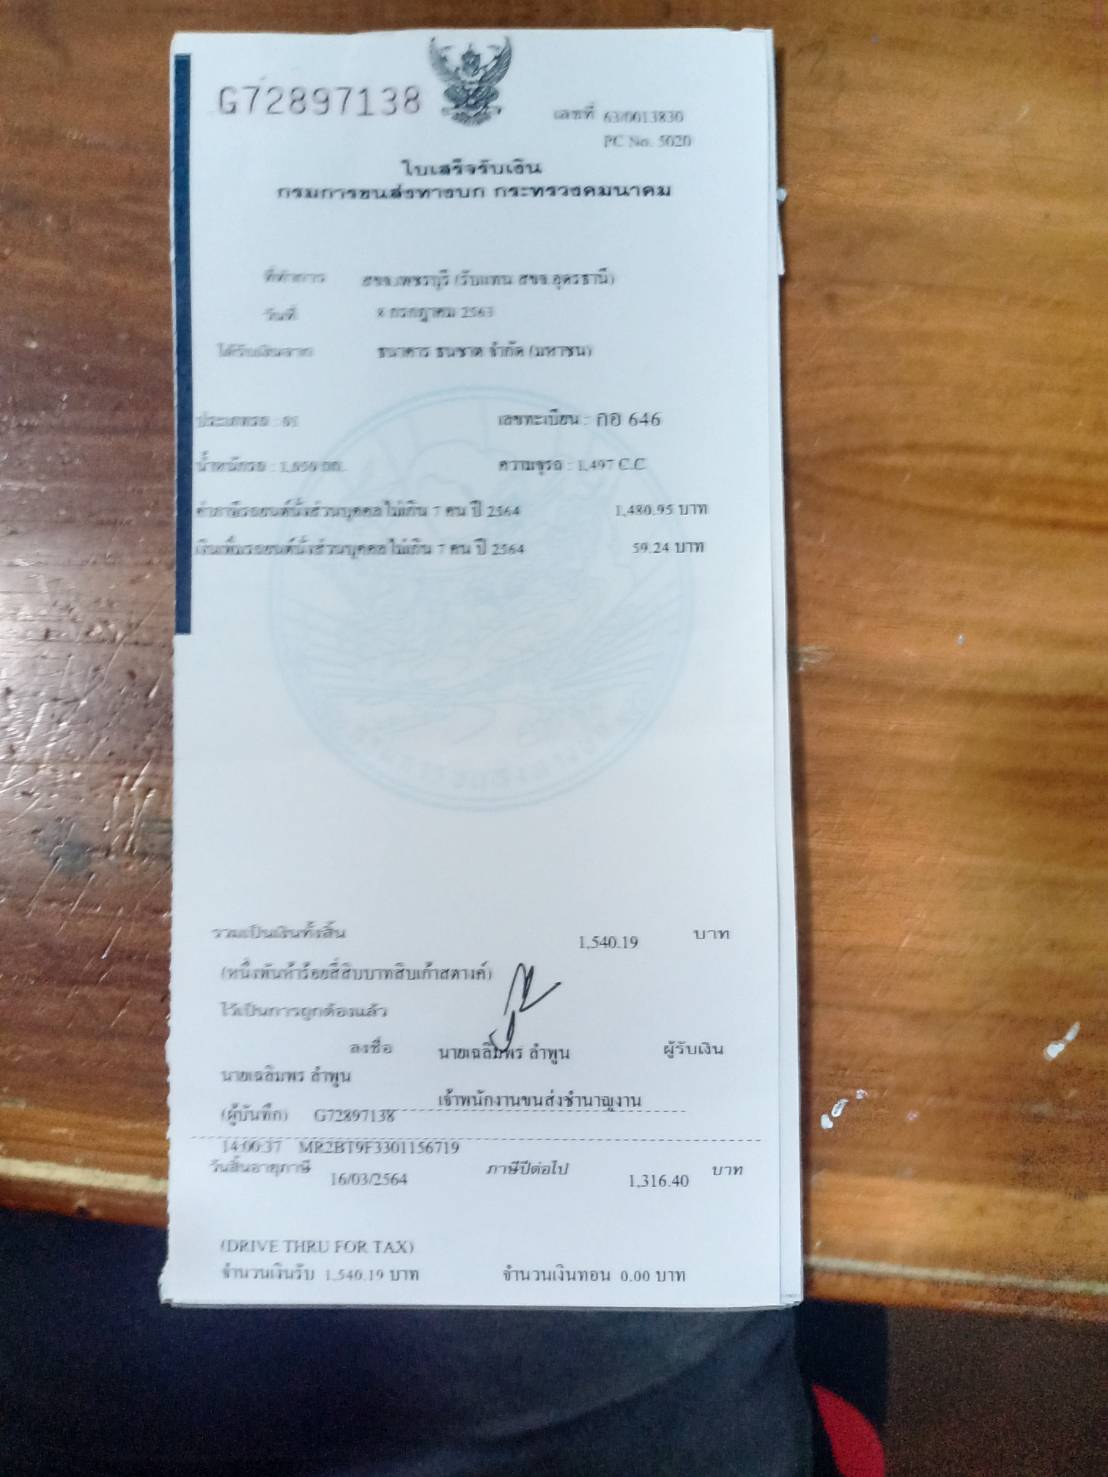 G72897138
เลขที่ 63/0013830
PC No. 5020
ใบเสร็จรับเงิน
กรมการขนส่งทางบก กระทรวงคมนาคม
ที่ทำการ สขจ.เพชรบุรี (รับแทน สขจ.อุดรธานี)
วันที่ 8 กรกฎาคม 2563
ได้รับเงินจาก ธนาคาร ธนชาต จำกัด (มหาชน)
ประเภทรถ : 01 เลขทะเบียน : กอ 646
น้ำหนักรถ : 1,050 กก. ความจุรถ : 1,497 C.C
ค่าภาษีรถยนต์นั่งส่วนบุคคลไม่เกิน 7 คน ปี 2564 1,480.95 บาท
เงินเพิ่มรถยนต์นั่งส่วนบุคคลไม่เกิน 7 คน ปี 2564 59.24 บาท
รวมเป็นเงินทั้งสิ้น 1,540.19 บาท
(หนึ่งพันห้าร้อยสี่สิบบาทสิบเก้าสตางค์)
ไว้เป็นการถูกต้องแล้ว
ลงชื่อ นายเฉลิมพร ลำพูน ผู้รับเงิน
นายเฉลิมพร ลำพูน
เจ้าพนักงานขนส่งชำนาญงาน
(ผู้บันทึก) G72897138
14:06:37 MR2BT9F3301156719
วันสิ้นอายุภาษี 16/03/2564 ภาษีปีต่อไป 1,316.40 บาท
(DRIVE THRU FOR TAX)
จำนวนเงินรับ 1,540.19 บาท จำนวนเงินทอน 0.00 บาท